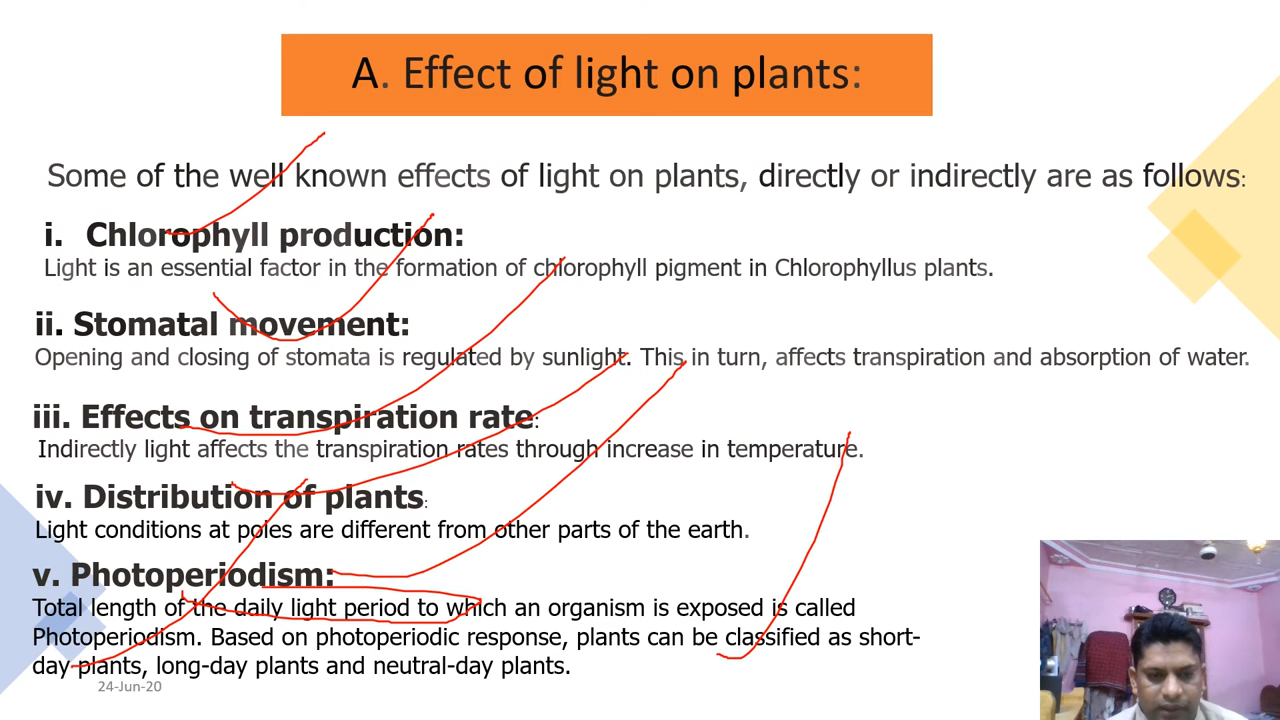 A. Effect of light on plants:
Some of the well known effects of light on plants, directly or indirectly are as follows:
i. Chlorophyll production:
Light is an essential factor in the formation of chlorophyll pigment in Chlorophyllus plants.
ii. Stomatal movement:
Opening and closing of stomata is regulated by sunlight. This in turn, affects transpiration and absorption of water.
iii. Effects on transpiration rate:
Indirectly light affects the transpiration rates through increase in temperature.
iv. Distribution of plants:
Light conditions at poles are different from other parts of the earth.
v. Photoperiodism:
Total length of the daily light period to which an organism is exposed is called
Photoperiodism. Based on photoperiodic response, plants can be classified as short-
day plants, long-day plants and neutral-day plants.
24-Jun-20